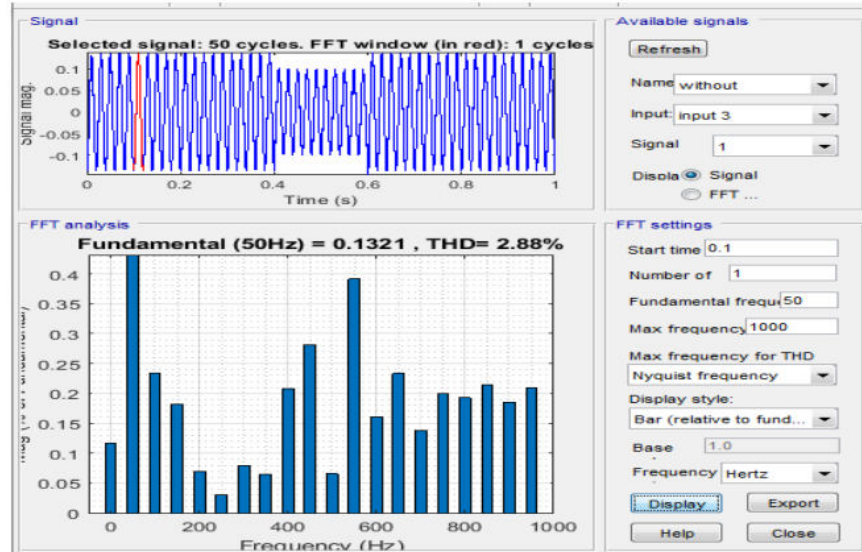 Signal
Selected signal: 50 cycles. FFT window (in red): 1 cycles
0.1
0.05
0
-0.05
-0.1
Signal mag.
0 0.2 0.4 0.6 0.8 1
Time (s)
FFT analysis
Fundamental (50Hz) = 0.1321 , THD= 2.88%
0.4
0.35
0.3
0.25
0.2
0.15
0.1
0.05
0
0 200 400 600 800 1000
Frequency (Hz)
Available signals
Refresh
Name without
Input: input 3
Signal 1
Displa Signal
FFT ...
FFT settings
Start time 0.1
Number of 1
Fundamental frequ 50
Max frequency 1000
Max frequency for THD
Nyquist frequency
Display style:
Bar (relative to fund...
Base 1.0
Frequency Hertz
Display Export
Help Close